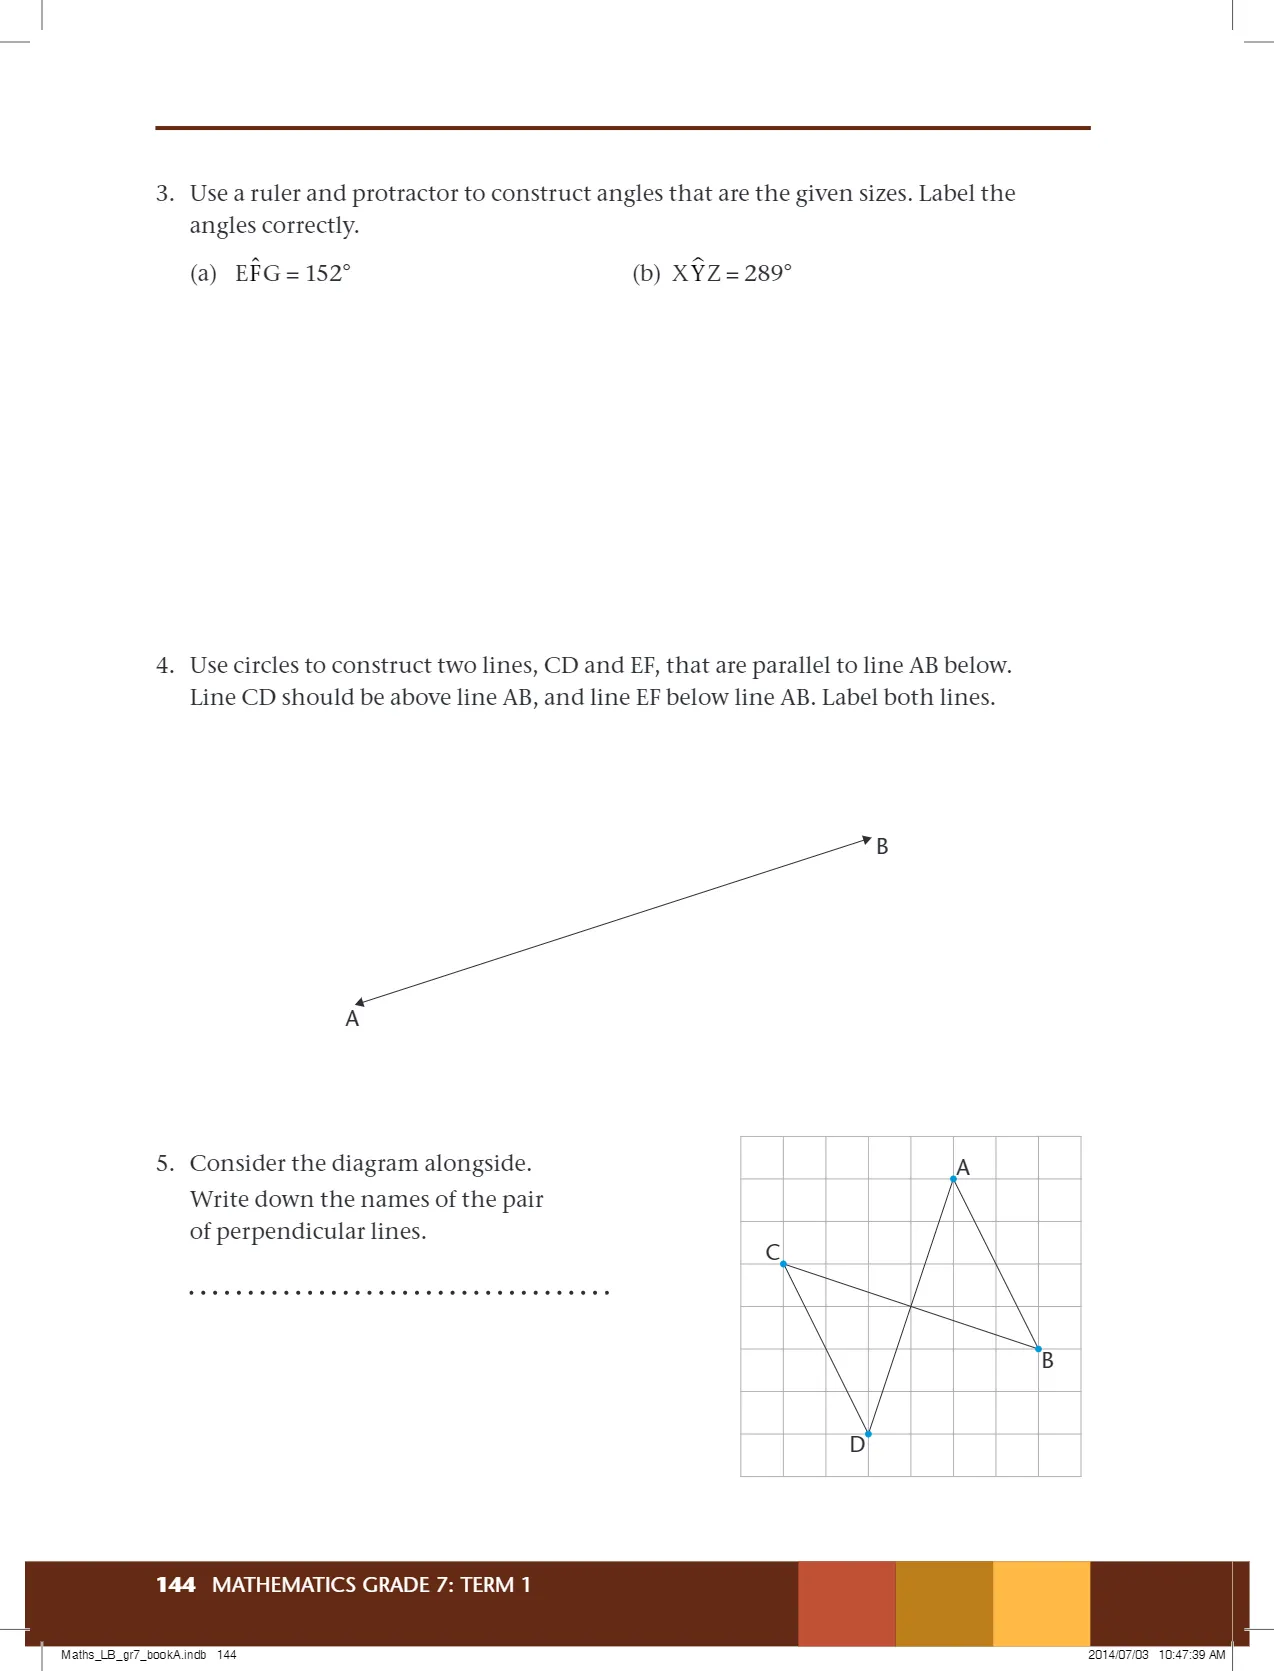 3. Use a ruler and protractor to construct angles that are the given sizes. Label the
angles correctly.
(a) EF̂G = 152° (b) XŶZ = 289°
4. Use circles to construct two lines, CD and EF, that are parallel to line AB below.
Line CD should be above line AB, and line EF below line AB. Label both lines.
B
A
5. Consider the diagram alongside.
Write down the names of the pair
of perpendicular lines.
....................................
A
C
B
D
144 MATHEMATICS GRADE 7: TERM 1
Maths_LB_gr7_bookA.indb 144 2014/07/03 10:47:39 AM